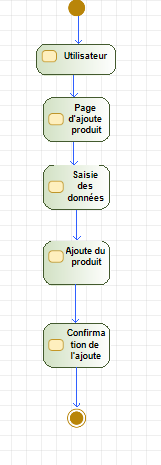 Utilisateur
Page
d'ajoute
produit
Saisie
des
données
Ajoute du
produit
Confirma
tion de
l'ajoute